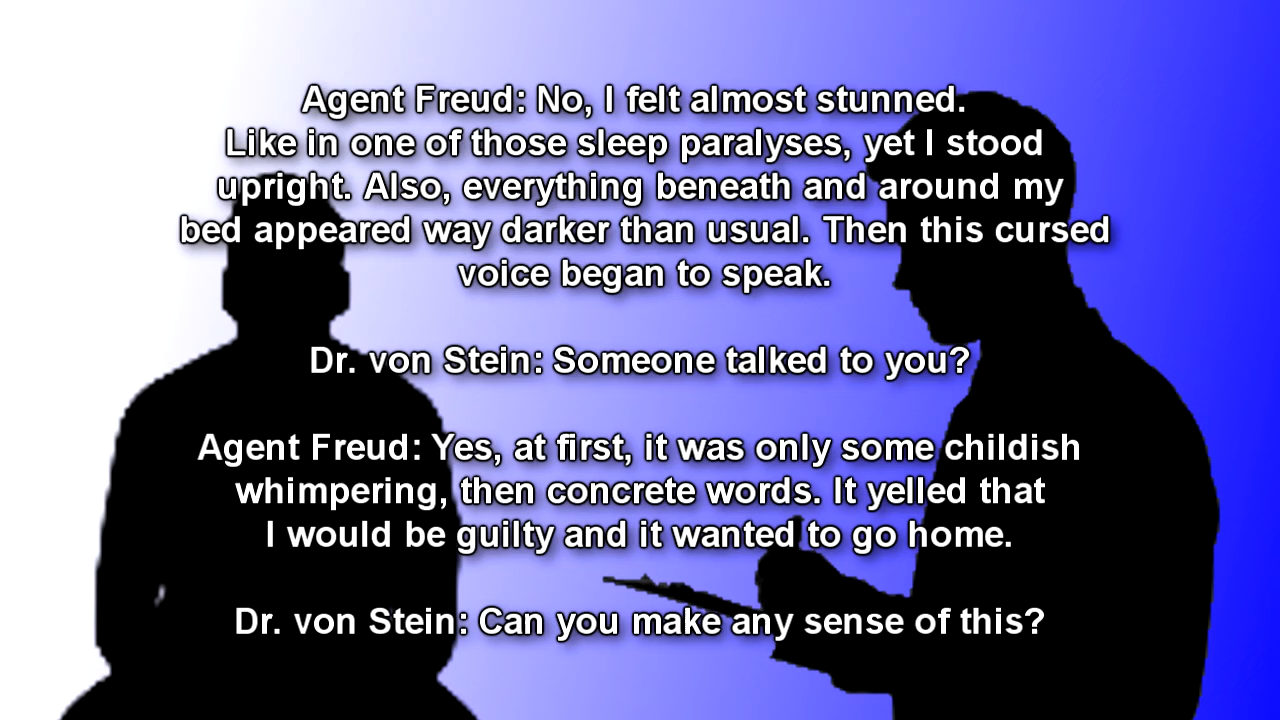 Agent Freud: No, I felt almost stunned.
Like in one of those sleep paralyses, yet I stood
upright. Also, everything beneath and around my
bed appeared way darker than usual. Then this cursed
voice began to speak.
Dr. von Stein: Someone talked to you?
Agent Freud: Yes, at first, it was only some childish
whimpering, then concrete words. It yelled that
I would be guilty and it wanted to go home.
Dr. von Stein: Can you make any sense of this?